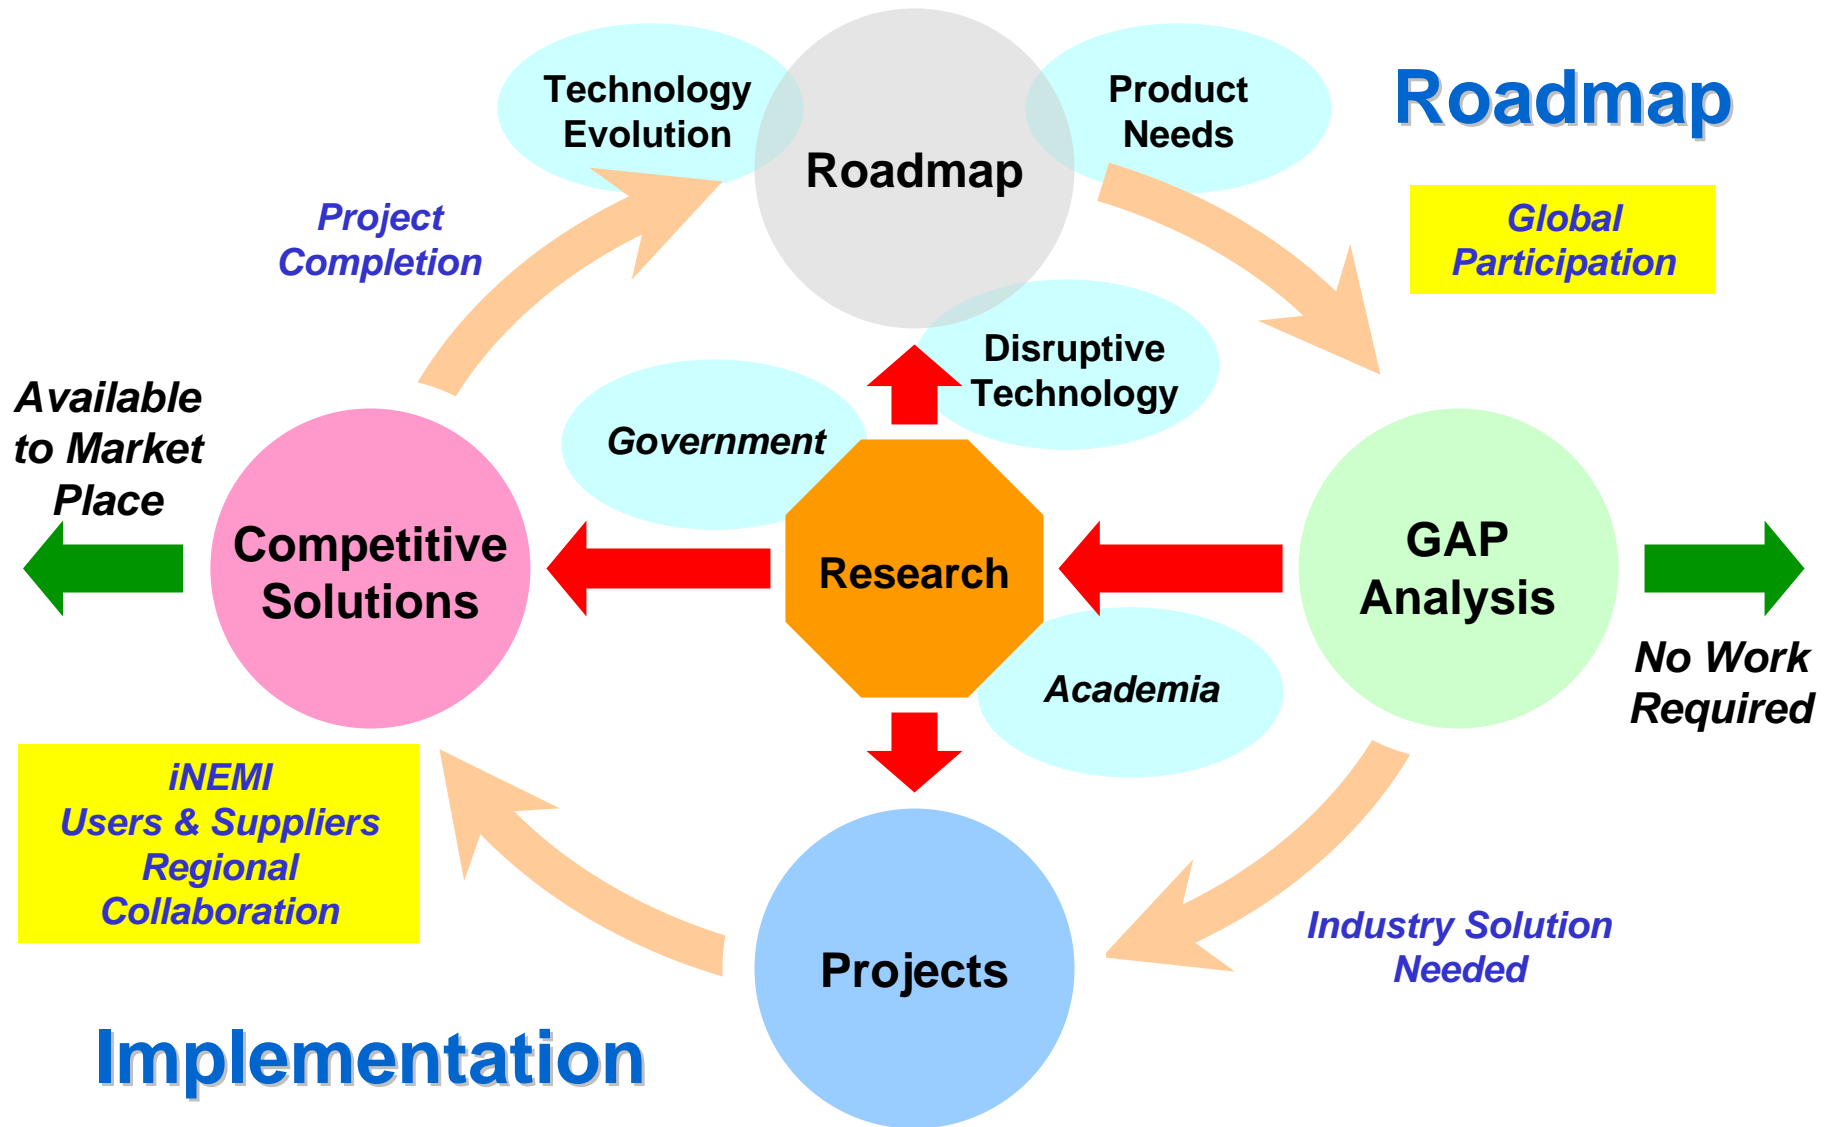 Technology
Evolution
Roadmap
Product
Needs
Roadmap
Project
Completion
Global
Participation
Disruptive
Technology
Available
to Market
Place
Government
Competitive
Solutions
Research
GAP
Analysis
No Work
Required
Academia
iNEMI
Users & Suppliers
Regional
Collaboration
Industry Solution
Needed
Projects
Implementation